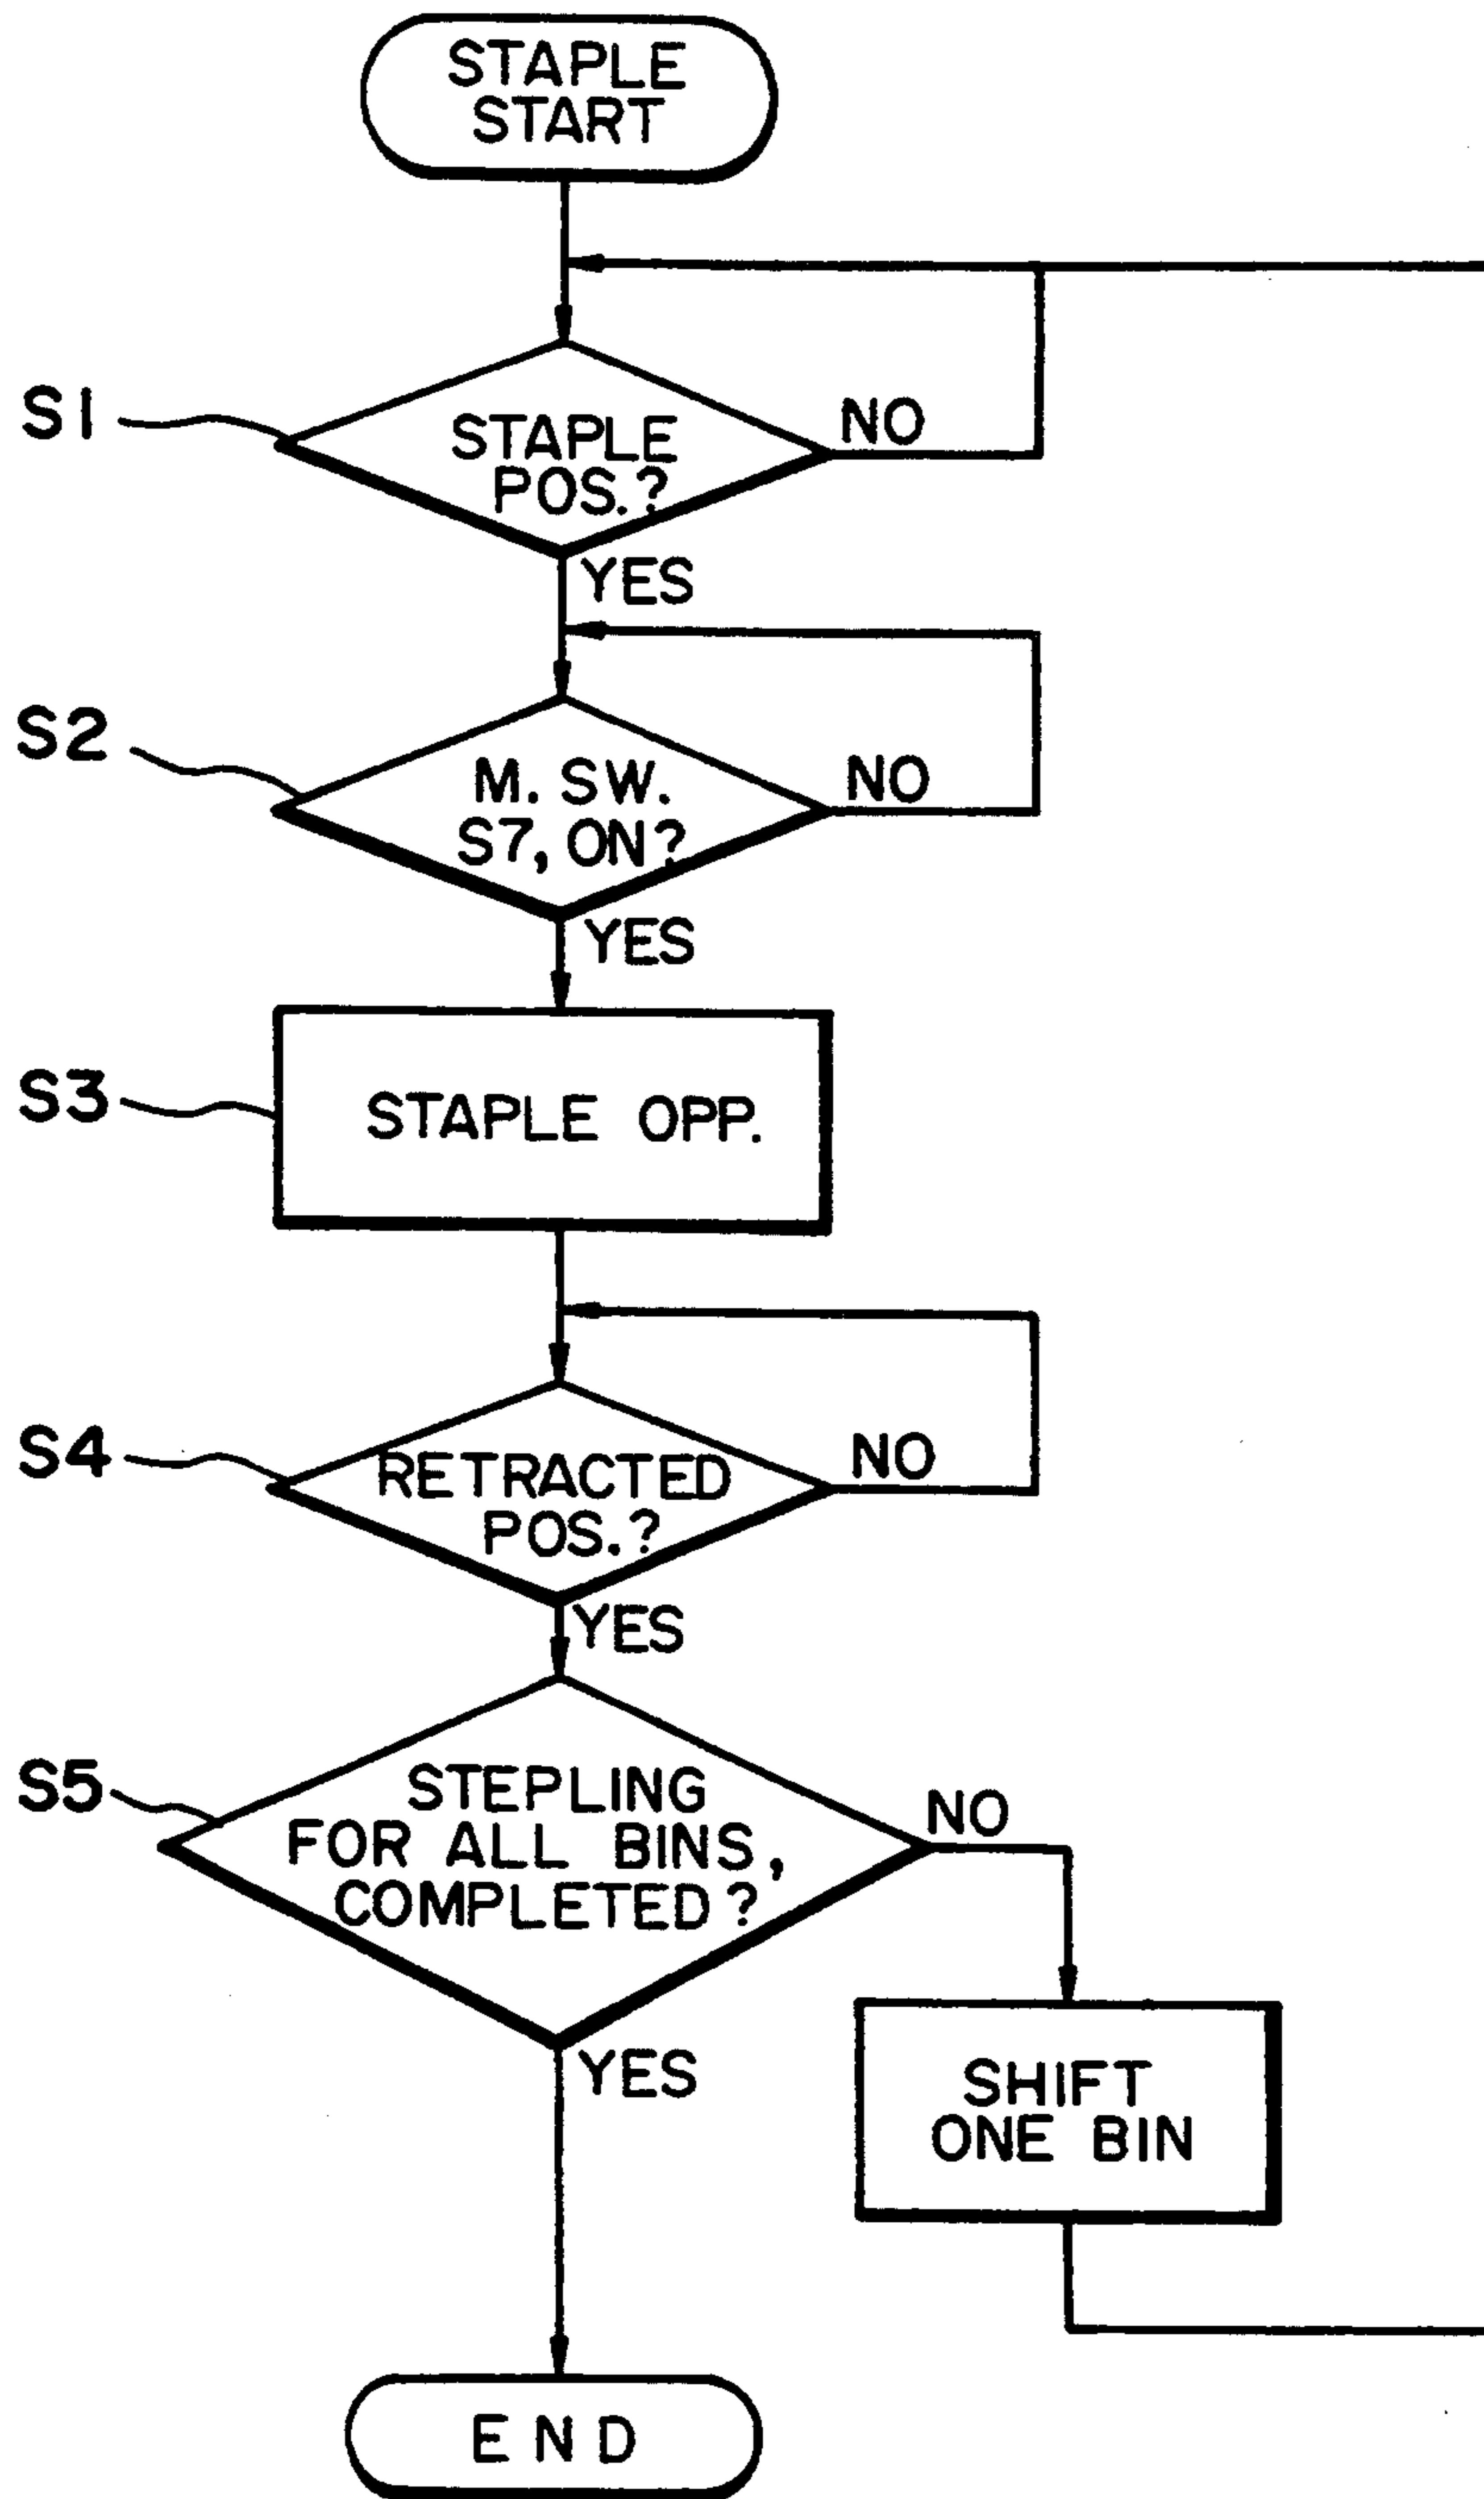 STAPLE
START
S1
STAPLE
POS.?
NO
YES
S2
M. SW.
S7, ON?
NO
YES
S3
STAPLE OPP.
S4
RETRACTED
POS.?
NO
YES
S5
STEPLING
FOR ALL BINS,
COMPLETED?
NO
YES
SHIFT
ONE BIN
END